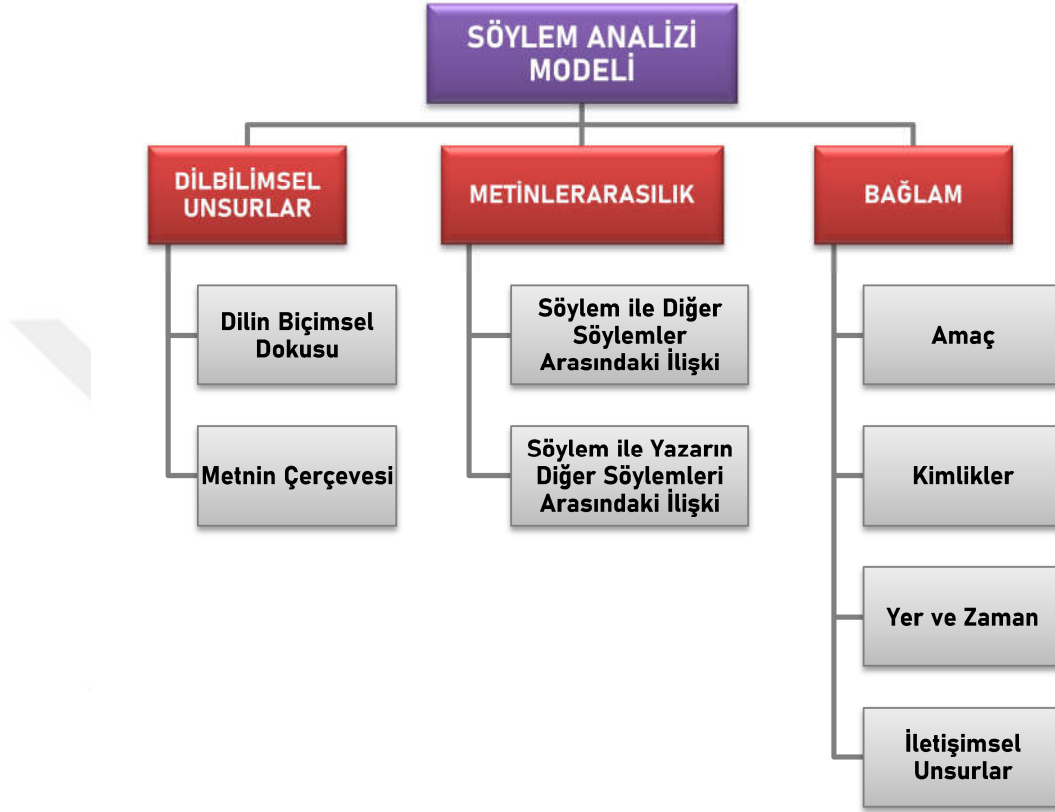 SÖYLEM ANALİZİ
MODELİ
DİLBİLİMSEL
UNSURLAR
Dilin Biçimsel
Dokusu
Metnin Çerçevesi
METİNLERARASILIK
Söylem ile Diğer
Söylemler
Arasındaki İlişki
Söylem ile Yazarın
Diğer Söylemleri
Arasındaki İlişki
BAĞLAM
Amaç
Kimlikler
Yer ve Zaman
İletişimsel
Unsurlar